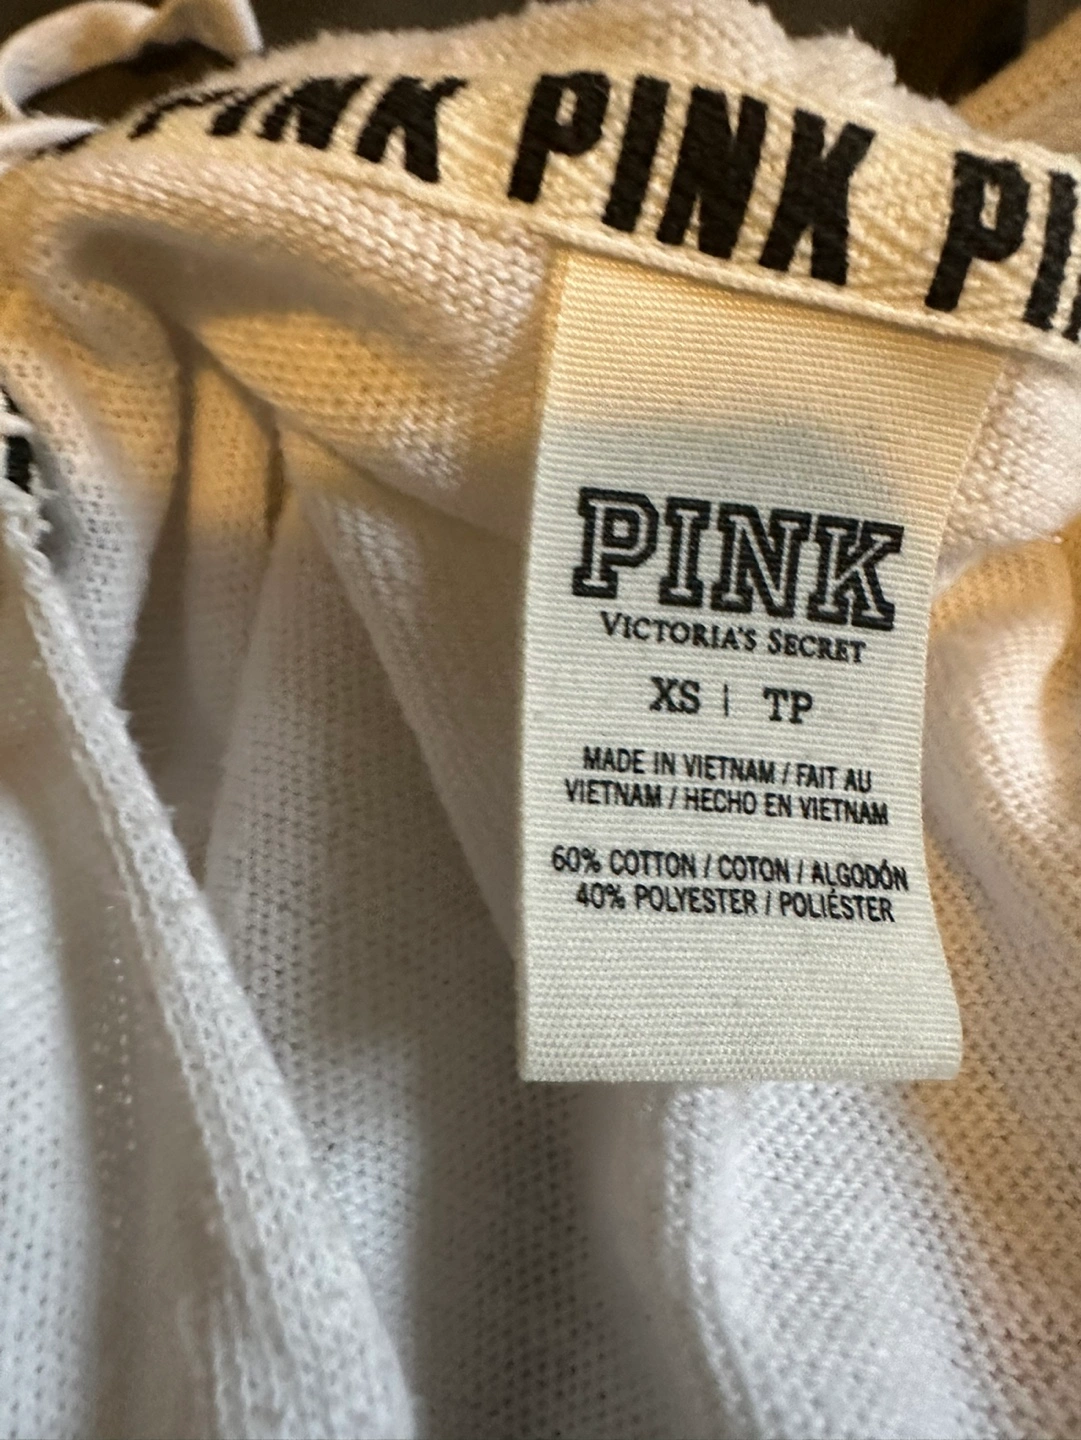 PINK PINK PI
PINK
VICTORIA'S SECRET
XS | TP
MADE IN VIETNAM / FAIT AU
VIETNAM / HECHO EN VIETNAM
60% COTTON / COTON / ALGODÓN
40% POLYESTER / POLIÉSTER